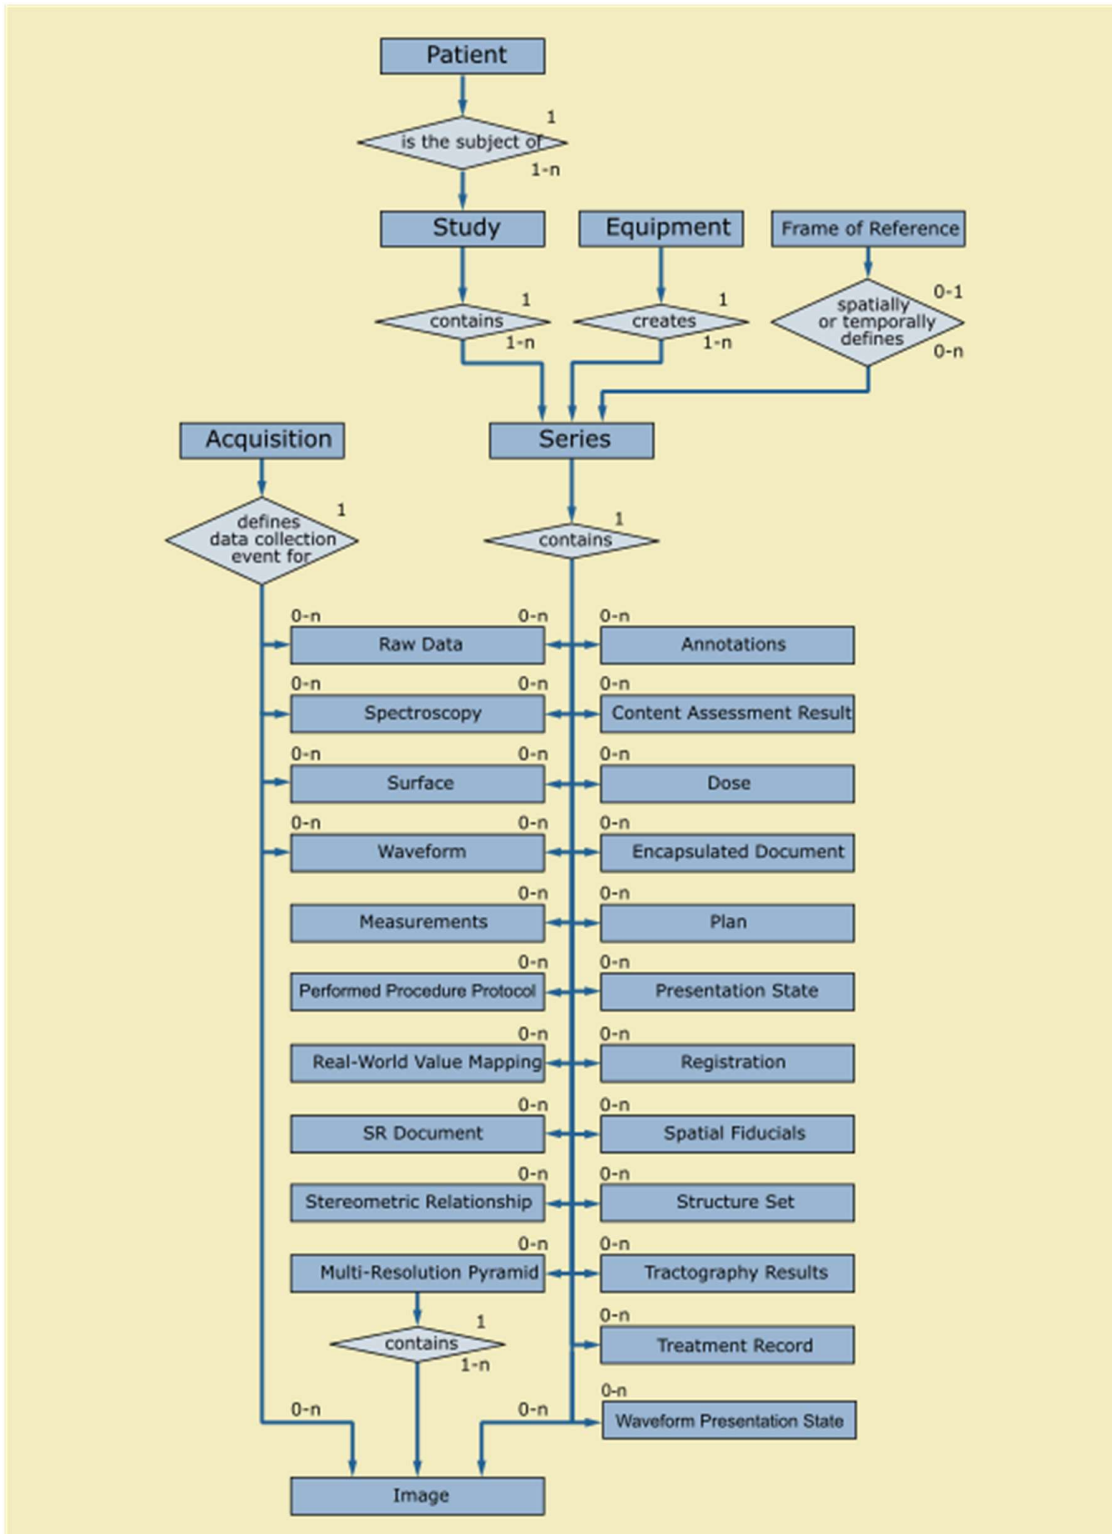 Patient
1
is the subject of
1-n
Study
Equipment
Frame of Reference
1
contains
1-n
1
creates
1-n
0-1
spatially
or temporally
defines
0-n
Acquisition
Series
1
defines
data collection
event for
1
contains
0-n 0-n 0-n
Raw Data
Annotations
0-n 0-n 0-n
Spectroscopy
Content Assessment Result
0-n 0-n 0-n
Surface
Dose
0-n 0-n 0-n
Waveform
Encapsulated Document
0-n 0-n
Measurements
Plan
0-n 0-n
Performed Procedure Protocol
Presentation State
0-n 0-n
Real-World Value Mapping
Registration
0-n 0-n
SR Document
Spatial Fiducials
0-n 0-n
Stereometric Relationship
Structure Set
0-n 0-n
Multi-Resolution Pyramid
Tractography Results
1
contains
1-n
0-n
Treatment Record
0-n
0-n 0-n
Waveform Presentation State
Image